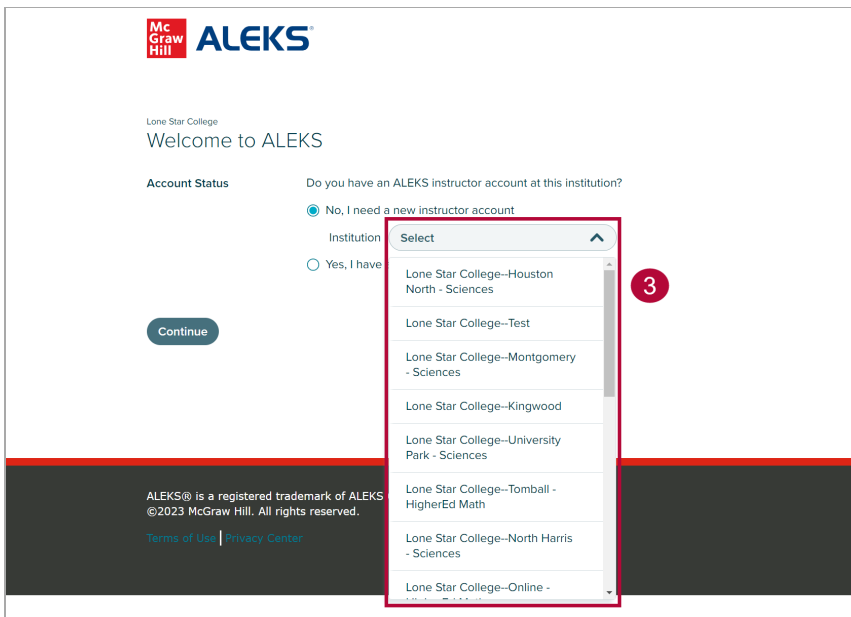 Mc
Graw
Hill
ALEKS®
Lone Star College
Welcome to ALEKS
Account Status
Do you have an ALEKS instructor account at this institution?
No, I need a new instructor account
Institution
Select
Yes, I have
Lone Star College--Houston
North - Sciences
3
Lone Star College--Test
Continue
Lone Star College--Montgomery
- Sciences
Lone Star College--Kingwood
Lone Star College--University
Park - Sciences
Lone Star College--Tomball -
HigherEd Math
Lone Star College--North Harris
- Sciences
Lone Star College--Online -
ALEKS® is a registered trademark of ALEKS
©2023 McGraw Hill. All rights reserved.
Terms of Use | Privacy Center